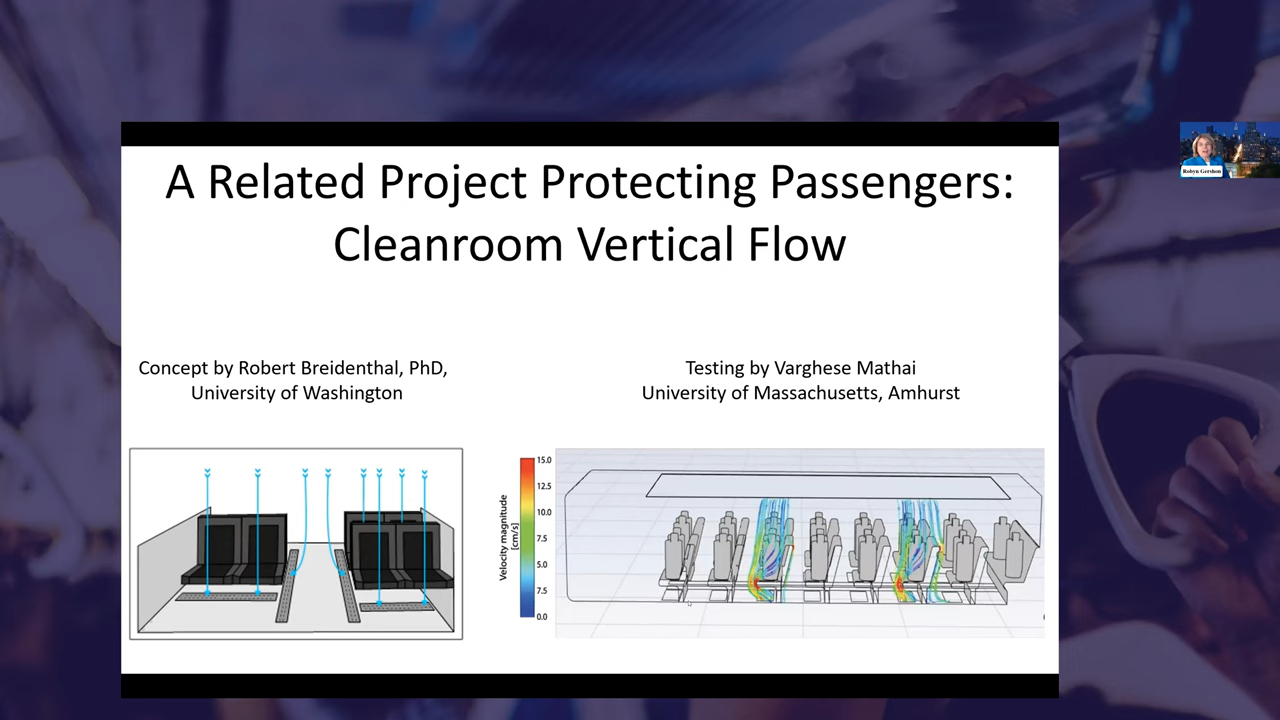 A Related Project Protecting Passengers:
Cleanroom Vertical Flow
Concept by Robert Breidenthal, PhD,
University of Washington
Testing by Varghese Mathai
University of Massachusetts, Amhurst
Velocity magnitude
[cm/s]
15.0
12.5
10.0
7.5
5.0
7.5
0.0
Robyn Gershon